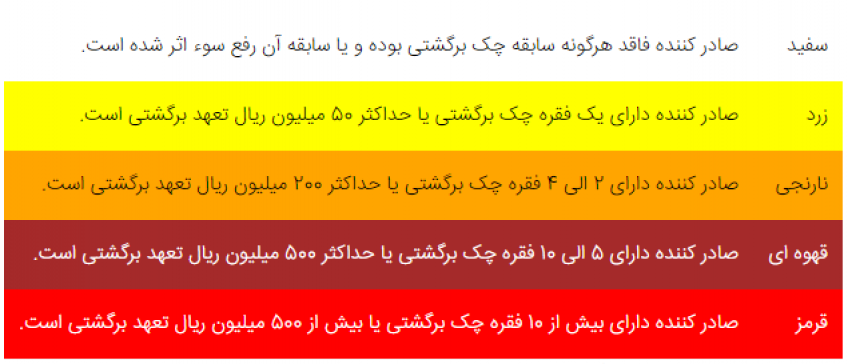 سفید صادر کننده فاقد هرگونه سابقه چک برگشتی بوده و یا سابقه آن رفع سوء اثر شده است.
زرد صادر کننده دارای یک فقره چک برگشتی یا حداکثر ۵۰ میلیون ریال تعهد برگشتی است.
نارنجی صادر کننده دارای ۲ الی ۴ فقره چک برگشتی یا حداکثر ۲۰۰ میلیون ریال تعهد برگشتی است.
قهوه ای صادر کننده دارای ۵ الی ۱۰ فقره چک برگشتی یا حداکثر ۵۰۰ میلیون ریال تعهد برگشتی است.
قرمز صادر کننده دارای بیش از ۱۰ فقره چک برگشتی یا بیش از ۵۰۰ میلیون ریال تعهد برگشتی است.